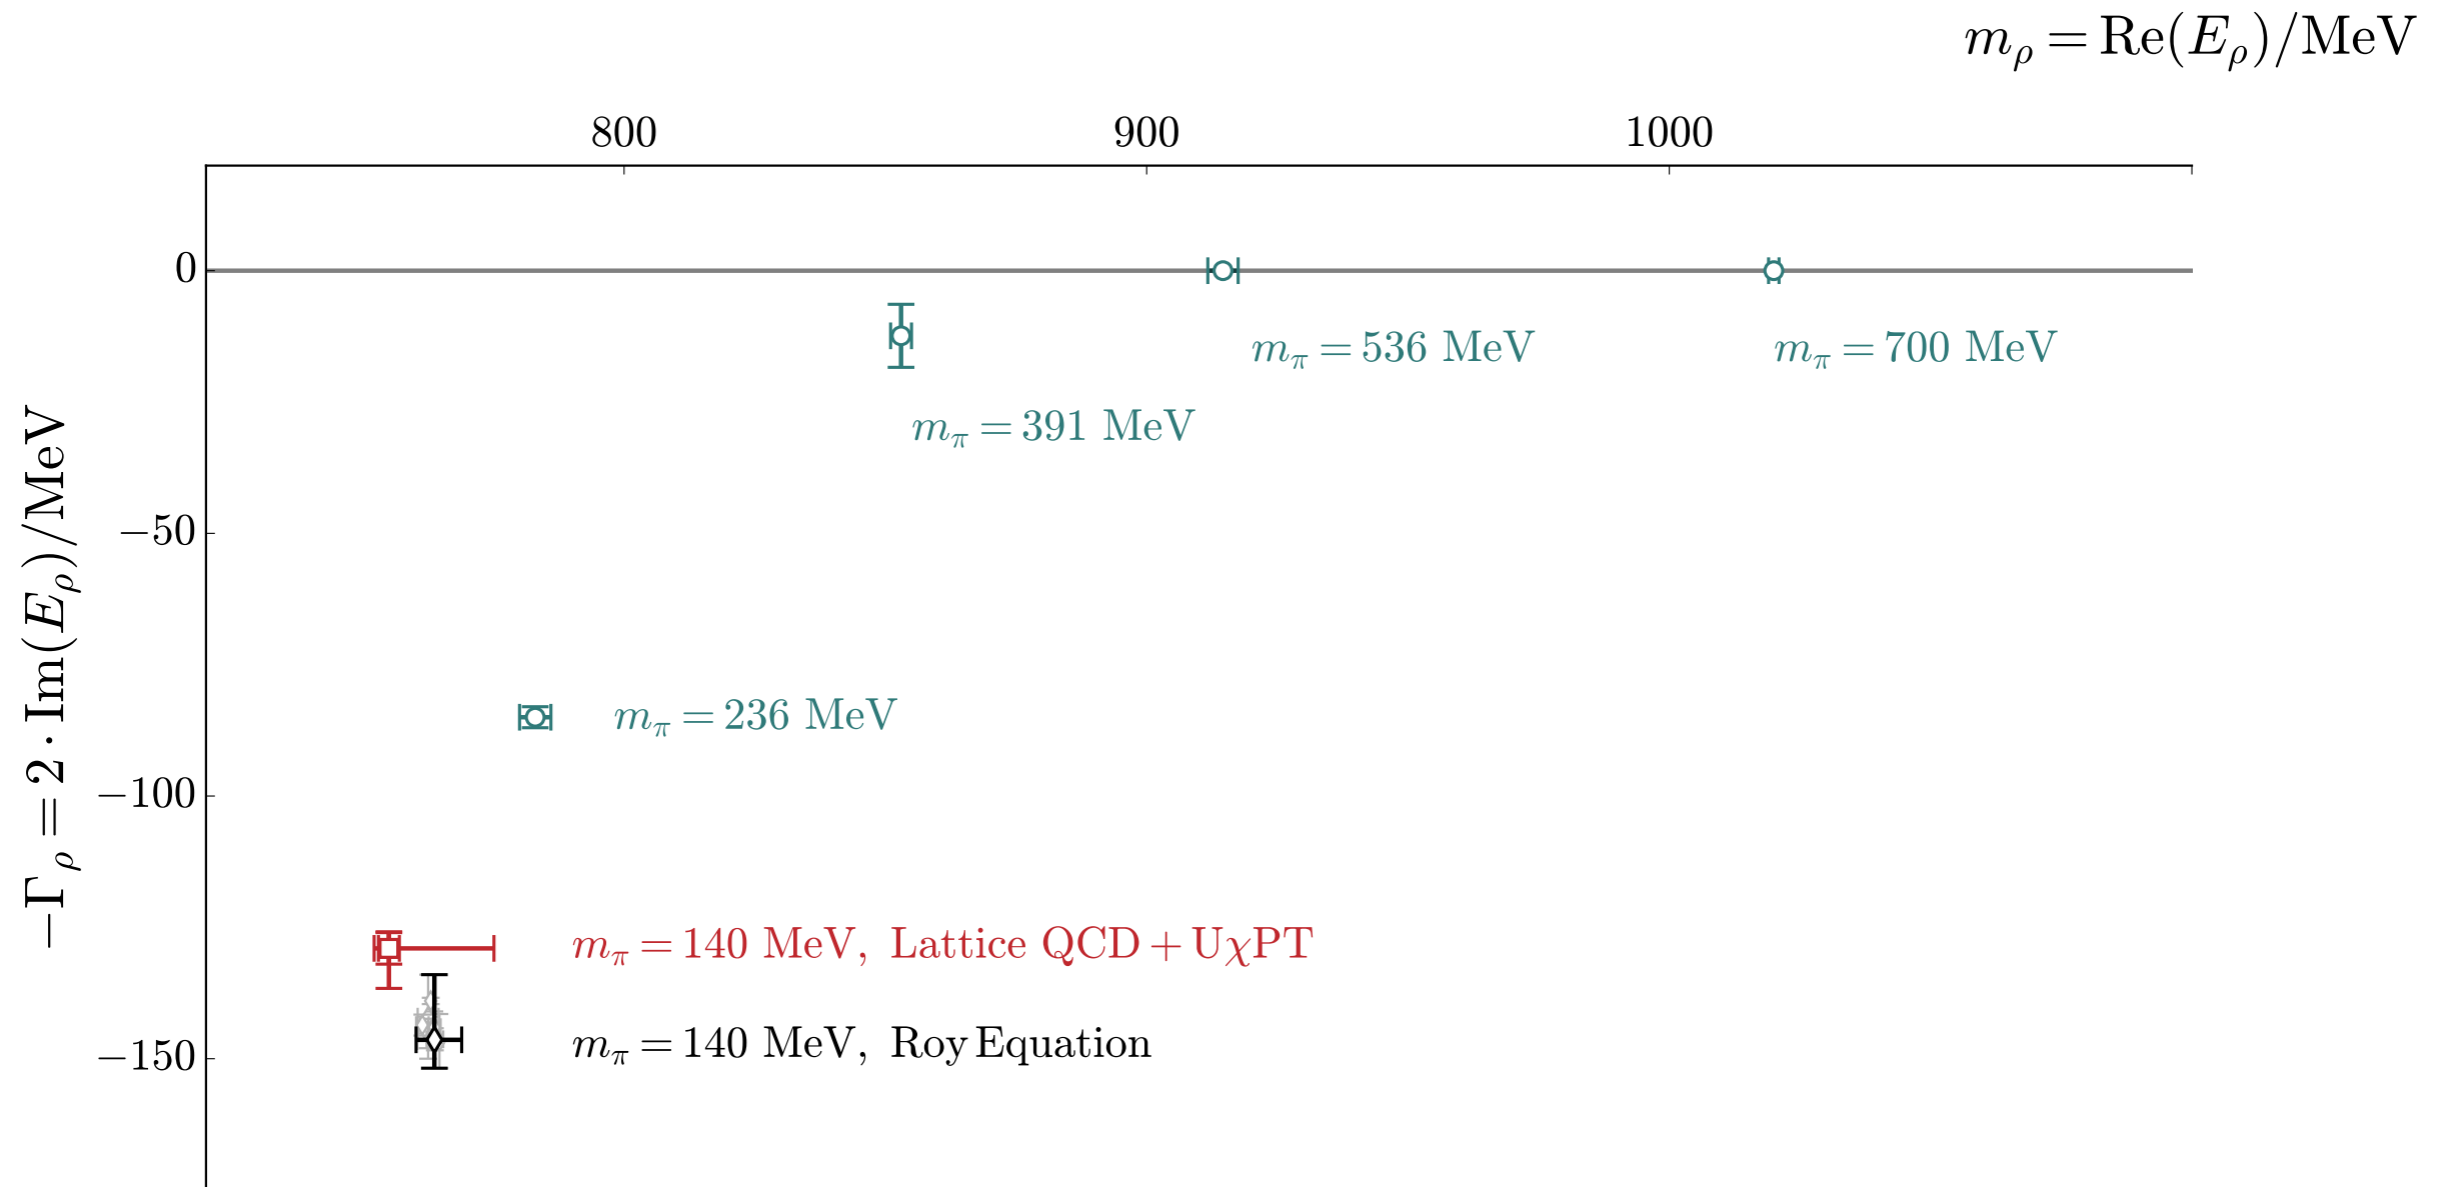 m_ρ = Re(E_ρ)/MeV
800 900 1000
0
m_π = 536 MeV m_π = 700 MeV
m_π = 391 MeV
−50
−Γ_ρ = 2 · Im(E_ρ)/MeV
m_π = 236 MeV
−100
m_π = 140 MeV, Lattice QCD + UχPT
m_π = 140 MeV, Roy Equation
−150